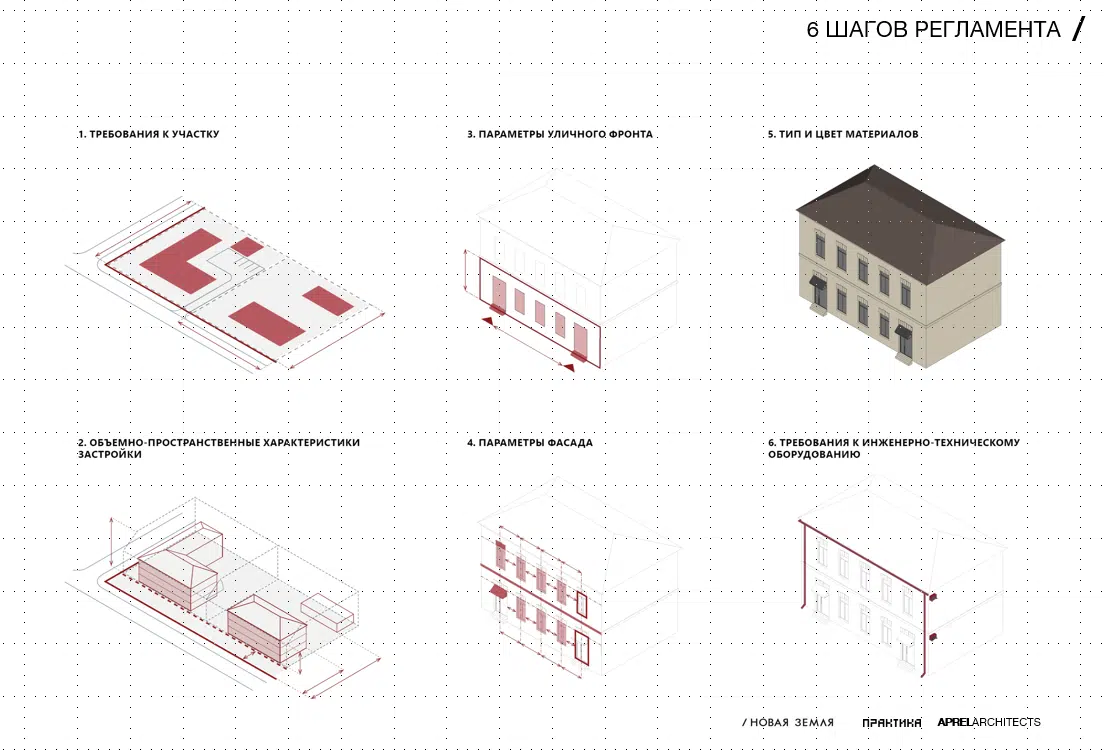 6 ШАГОВ РЕГЛАМЕНТА /
1. ТРЕБОВАНИЯ К УЧАСТКУ
2. ОБЪЕМНО-ПРОСТРАНСТВЕННЫЕ ХАРАКТЕРИСТИКИ
ЗАСТРОЙКИ
3. ПАРАМЕТРЫ УЛИЧНОГО ФРОНТА
4. ПАРАМЕТРЫ ФАСАДА
5. ТИП И ЦВЕТ МАТЕРИАЛОВ
6. ТРЕБОВАНИЯ К ИНЖЕНЕРНО-ТЕХНИЧЕСКОМУ
ОБОРУДОВАНИЮ
/ НОВАЯ ЗЕМЛЯ
ПРАКТИКА
APRELARCHITECTS